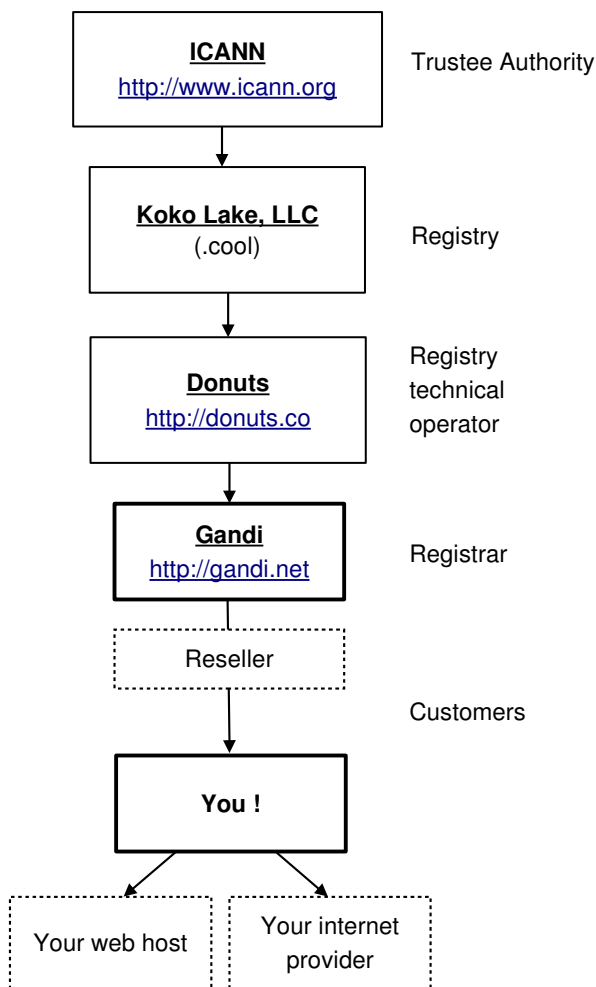 ICANN
http://www.icann.org
Trustee Authority
Koko Lake, LLC
(.cool)
Registry
Donuts
http://donuts.co
Registry
technical
operator
Gandi
http://gandi.net
Registrar
Reseller
Customers
You !
Your web host
Your internet
provider